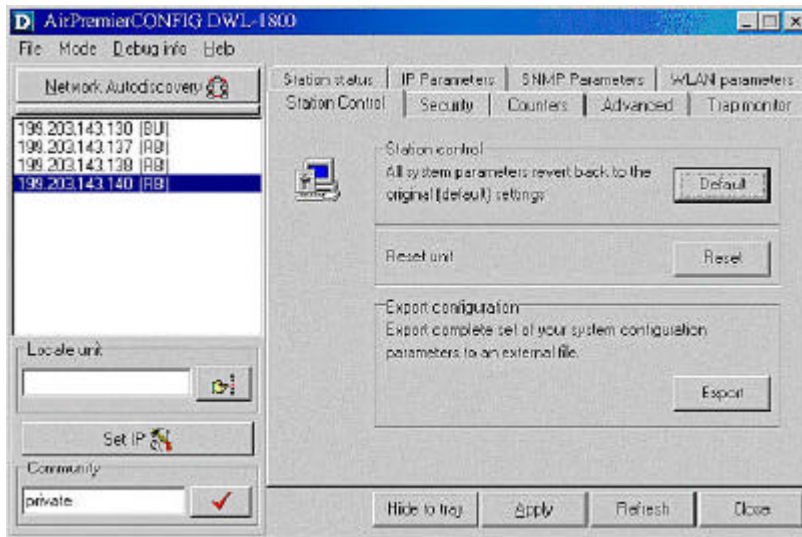 AirPremierCONFIG DWL-1800
File Mode Debug info Help
Network Autodiscovery
199.203.143.130 |BU|
199.203.143.137 |RB|
199.203.143.138 |RB|
199.203.143.140 |RB|
Locate unit
Set IP
Community
private
Station status IP Parameters SNMP Parameters WLAN parameters
Station Control Security Counters Advanced Trap monitor
Station control
All system parameters revert back to the
original (default) settings
Default
Reset unit
Reset
Export configuration
Export complete set of your system configuration
parameters to an external file.
Export
Hide to tray Apply Refresh Close